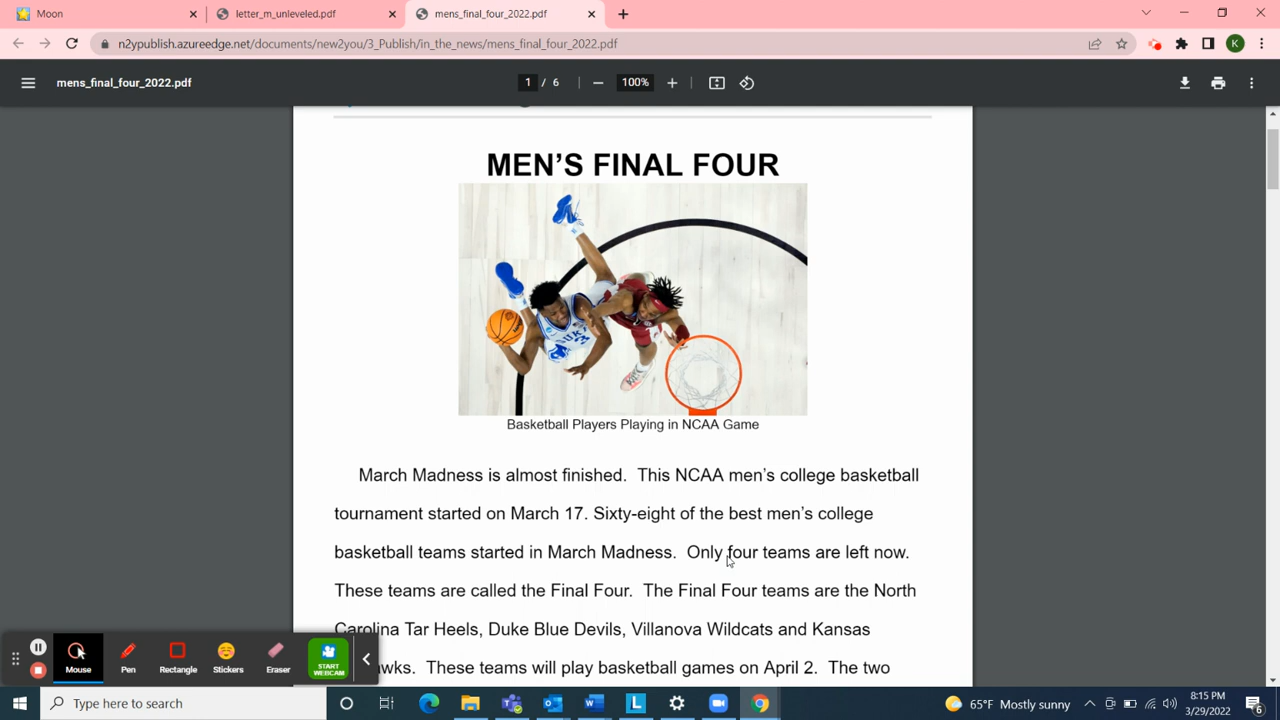 Moon
letter_m_unleveled.pdf
mens_final_four_2022.pdf
n2ypublish.azureedge.net/documents/new2you/3_Publish/in_the_news/mens_final_four_2022.pdf
K
mens_final_four_2022.pdf
1 / 6
100%
MEN'S FINAL FOUR
DUKE
Basketball Players Playing in NCAA Game
March Madness is almost finished. This NCAA men's college basketball
tournament started on March 17. Sixty-eight of the best men's college
basketball teams started in March Madness. Only four teams are left now.
These teams are called the Final Four. The Final Four teams are the North
Carolina Tar Heels, Duke Blue Devils, Villanova Wildcats and Kansas
awks. These teams will play basketball games on April 2. The two
Mouse
Pen
Rectangle
Stickers
Eraser
START
WEBCAM
Type here to search
L
65°F Mostly sunny
8:15 PM
3/29/2022
6